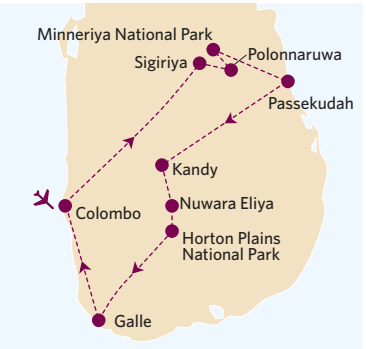 Minneriya National Park
Polonnaruwa
Sigiriya
Passekudah
Kandy
Nuwara Eliya
Colombo
Horton Plains
National Park
Galle